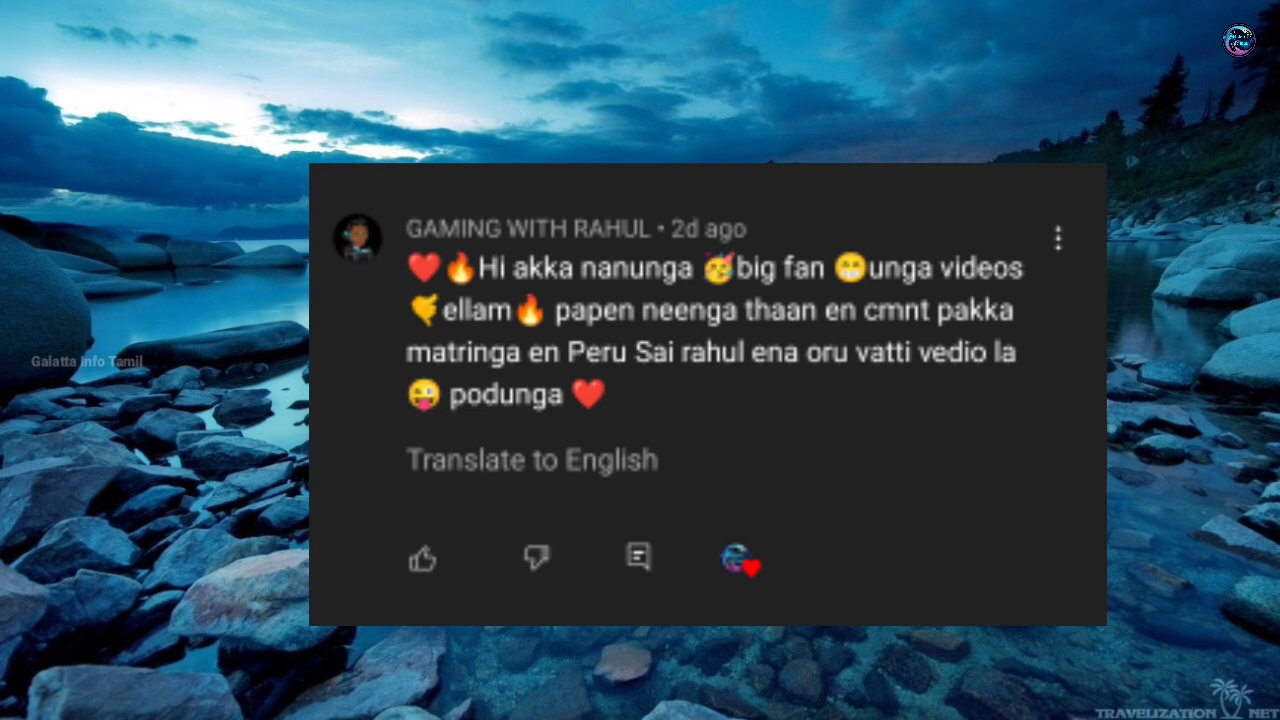 GAMING WITH RAHUL • 2d ago
❤️🔥Hi akka nanunga 🥳big fan 😁unga videos
🤙ellam🔥 papen neenga thaan en cmnt pakka
matringa en Peru Sai rahul ena oru vatti vedio la
😜 podunga ❤️
Translate to English
Galatta Info Tamil
TRAVELIZATION NET